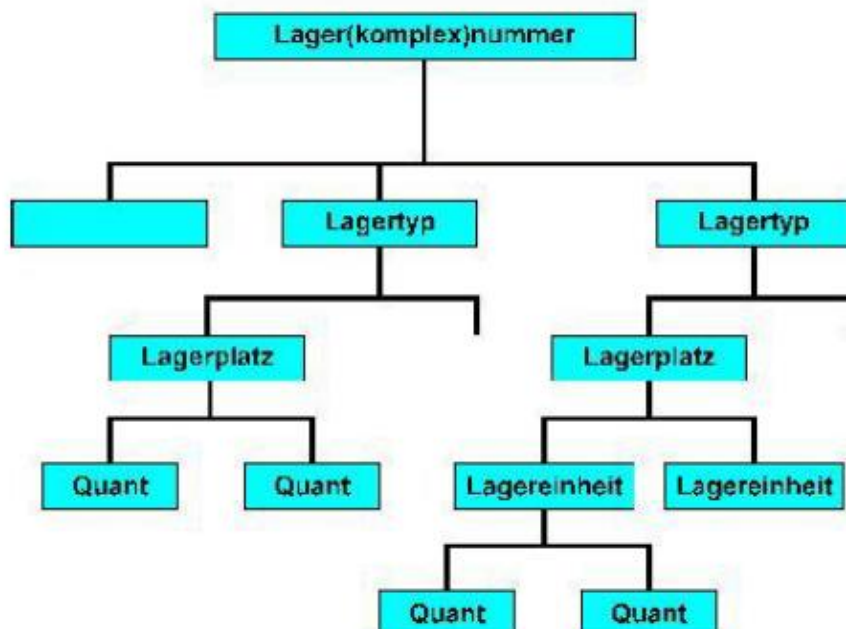 Lager(komplex)nummer
Lagertyp
Lagertyp
Lagerplatz
Lagerplatz
Quant
Quant
Lagereinheit
Lagereinheit
Quant
Quant